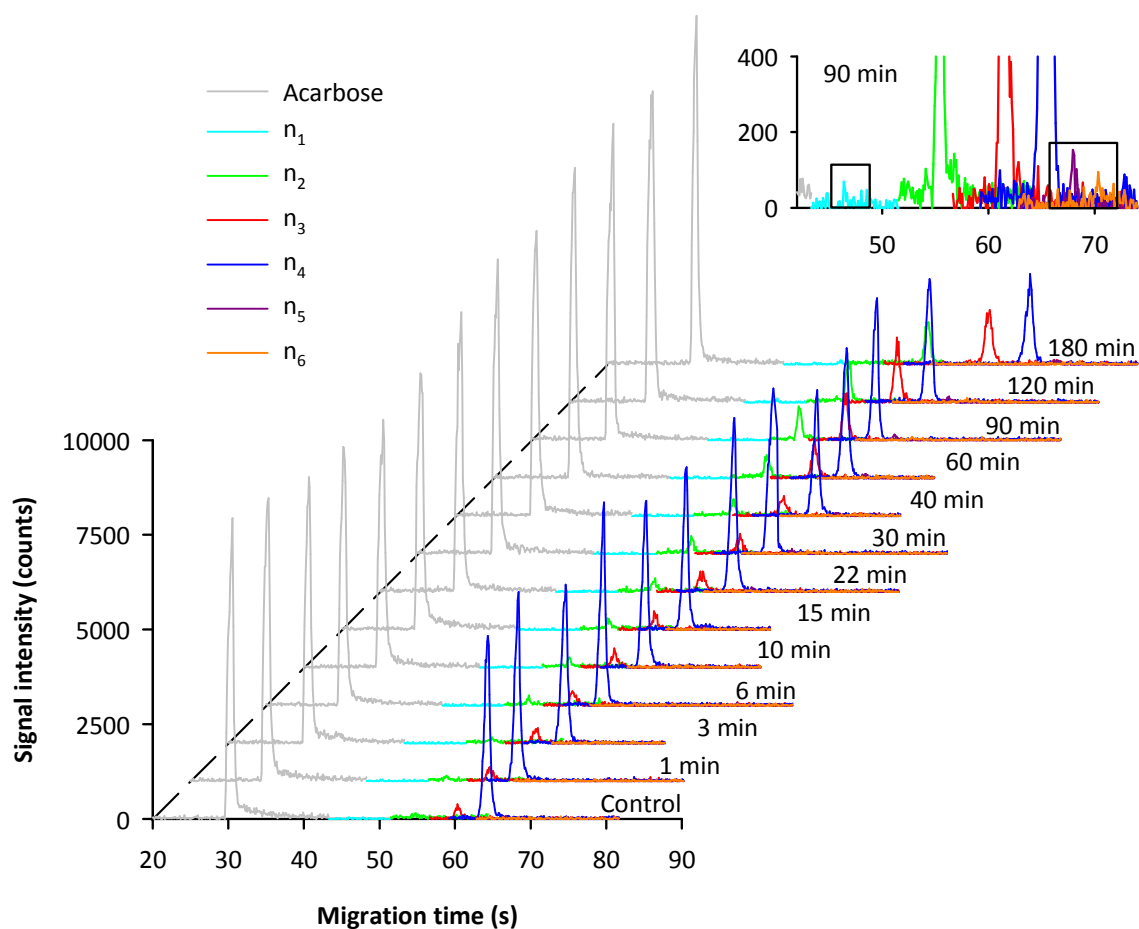 Acarbose
n1
n2
n3
n4
n5
n6
90 min
400
200
0
50 60 70
180 min
120 min
90 min
60 min
40 min
30 min
22 min
15 min
10 min
6 min
3 min
1 min
Control
10000
7500
5000
2500
0
Signal intensity (counts)
20 30 40 50 60 70 80 90
Migration time (s)